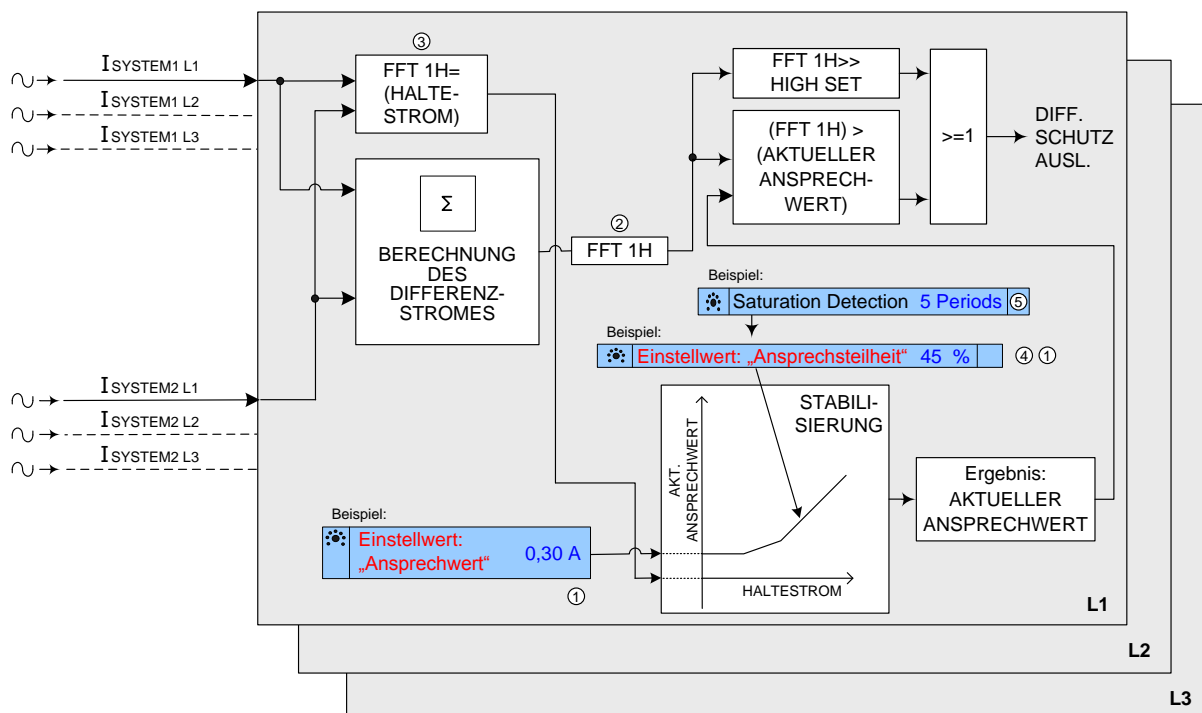 I SYSTEM1 L1
I SYSTEM1 L2
I SYSTEM1 L3
③
FFT 1H=
(HALTE-
STROM)
Σ
BERECHNUNG
DES
DIFFERENZ-
STROMES
②
FFT 1H
FFT 1H>>
HIGH SET
(FFT 1H) >
(AKTUELLER
ANSPRECH-
WERT)
>=1
DIFF.
SCHUTZ
AUSL.
Beispiel:
Saturation Detection 5 Periods ⑤
Beispiel:
Einstellwert: „Ansprechsteilheit“ 45 % ④ ①
I SYSTEM2 L1
I SYSTEM2 L2
I SYSTEM2 L3
STABILI-
SIERUNG
AKT.
ANSPRECHWERT
HALTESTROM
Ergebnis:
AKTUELLER
ANSPRECHWERT
Beispiel:
Einstellwert:
„Ansprechwert“ 0,30 A
①
L1
L2
L3